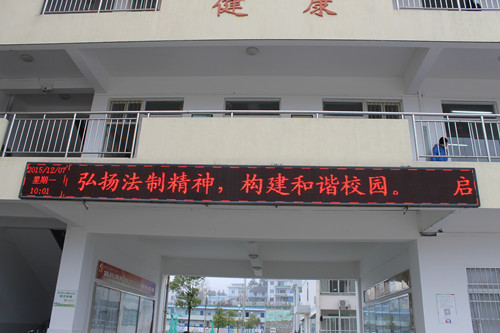 健 康
2015/12/07
星期一
10:01
弘扬法制精神，构建和谐校园。 启